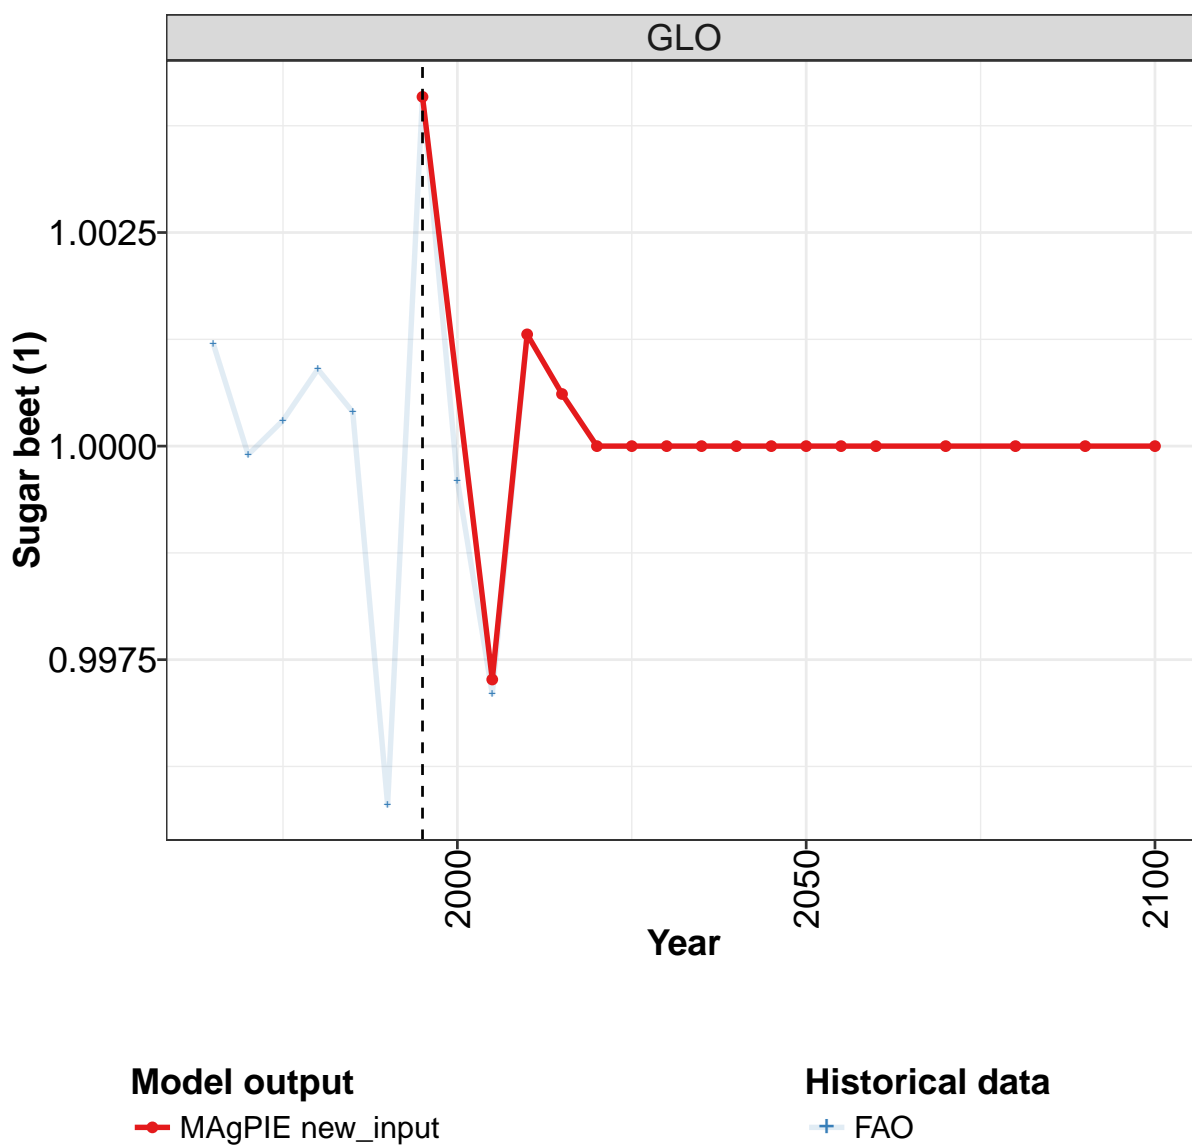 GLO
Sugar beet (1)
1.0025
1.0000
0.9975
2000
2050
2100
Year
Model output
MAgPIE new_input
Historical data
FAO